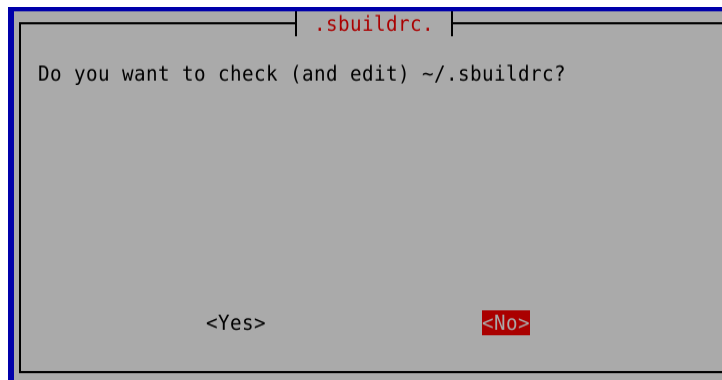 .sbuildrc.
Do you want to check (and edit) ~/.sbuildrc?
<Yes> <No>